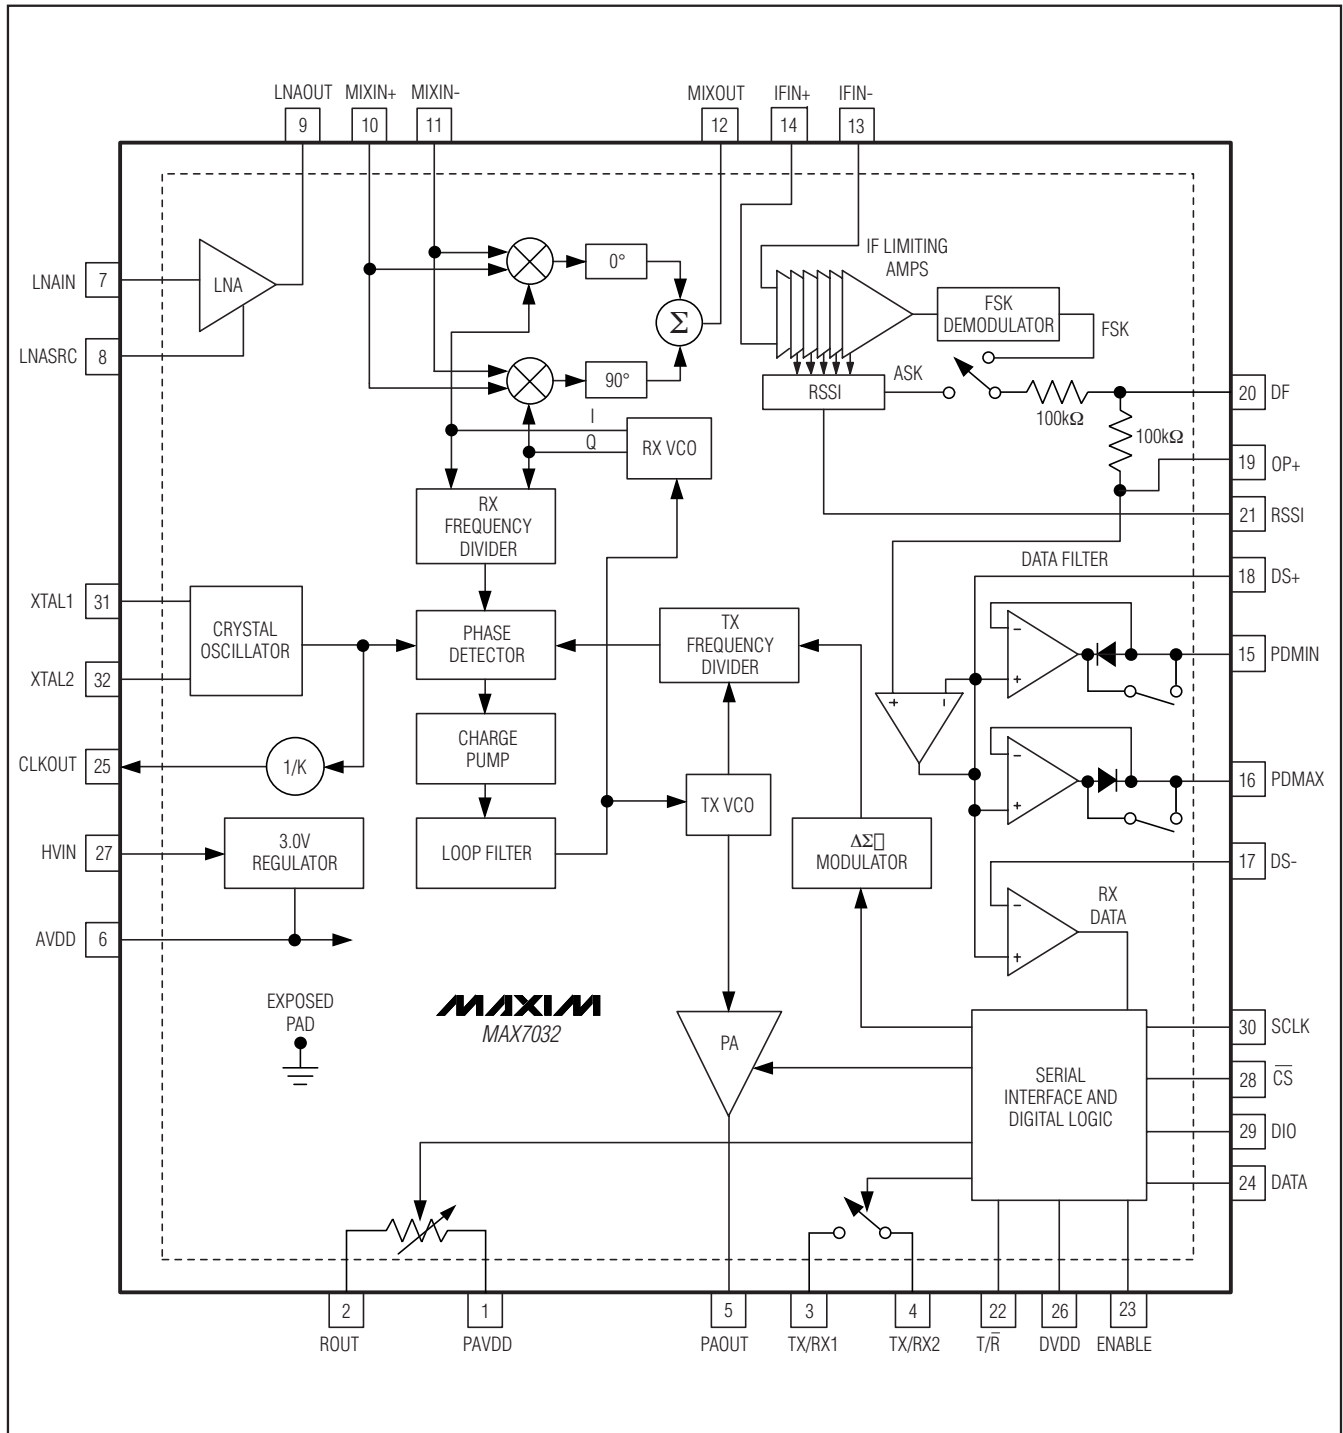 LNAOUT MIXIN+ MIXIN- MIXOUT IFIN+ IFIN-
9 10 11 12 14 13
IF LIMITING
AMPS
LNAIN 7
LNA
0°
Σ
FSK
DEMODULATOR
FSK
LNASRC 8
90°
RSSI
ASK
20 DF
100kΩ
100kΩ
I
Q
RX VCO
19 OP+
RX
FREQUENCY
DIVIDER
21 RSSI
DATA FILTER
18 DS+
XTAL1 31
CRYSTAL
OSCILLATOR
PHASE
DETECTOR
TX
FREQUENCY
DIVIDER
−
15 PDMIN
XTAL2 32
+
+ −
CHARGE
PUMP
−
CLKOUT 25
1/K
16 PDMAX
TX VCO
+
HVIN 27
3.0V
REGULATOR
LOOP FILTER
ΔΣ▯
MODULATOR
17 DS-
RX
DATA
−
AVDD 6
+
EXPOSED
PAD
MAXIM
MAX7032
PA
SERIAL
INTERFACE AND
DIGITAL LOGIC
30 SCLK
28 C̅S̅
29 DIO
24 DATA
2 1 5 3 4 22 26 23
ROUT PAVDD PAOUT TX/RX1 TX/RX2 T/R̅ DVDD ENABLE